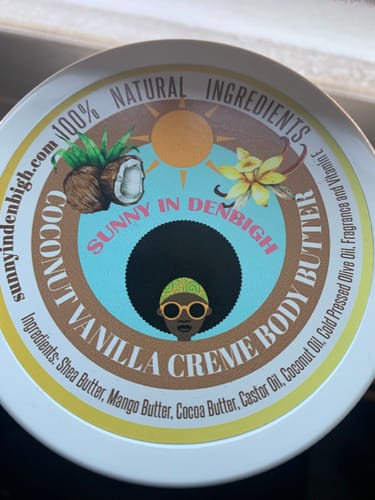 100% NATURAL INGREDIENTS
sunnyindenbigh.com
SUNNY IN DENBIGH
COCONUT VANILLA CREME BODY BUTTER
Ingredients: Shea Butter, Mango Butter, Cocoa Butter, Castor Oil, Coconut Oil, Cold Pressed Olive Oil, Fragrance and Vitamin E